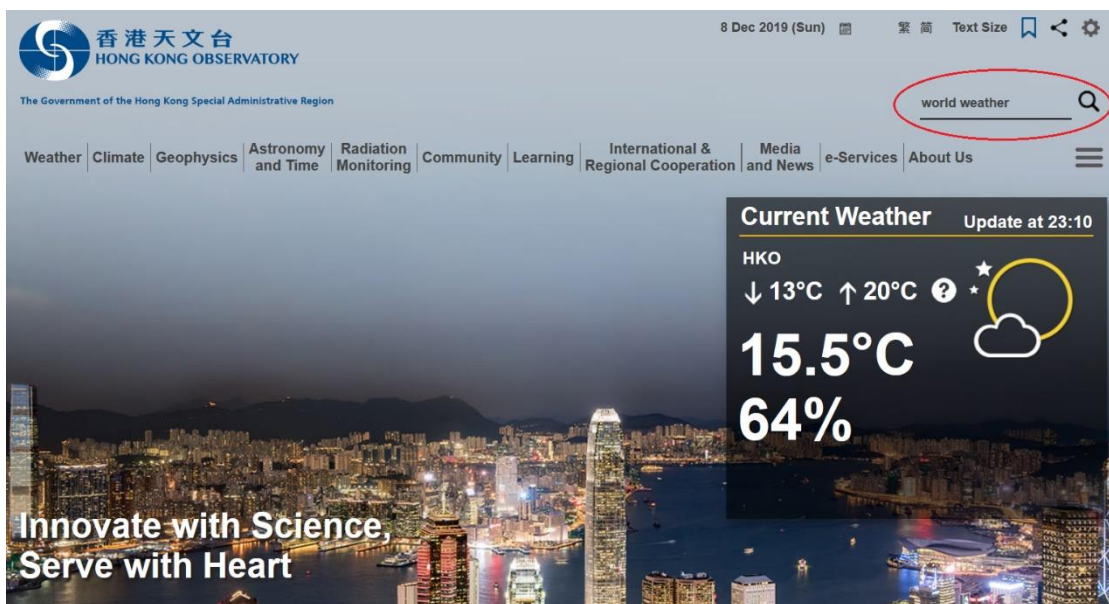 8 Dec 2019 (Sun) 繁 简 Text Size
香港天文台
HONG KONG OBSERVATORY
The Government of the Hong Kong Special Administrative Region
world weather
Weather Climate Geophysics Astronomy and Time Radiation Monitoring Community Learning International & Regional Cooperation Media and News e-Services About Us
Current Weather Update at 23:10
HKO
↓ 13°C ↑ 20°C ?
15.5°C
64%
Innovate with Science,
Serve with Heart